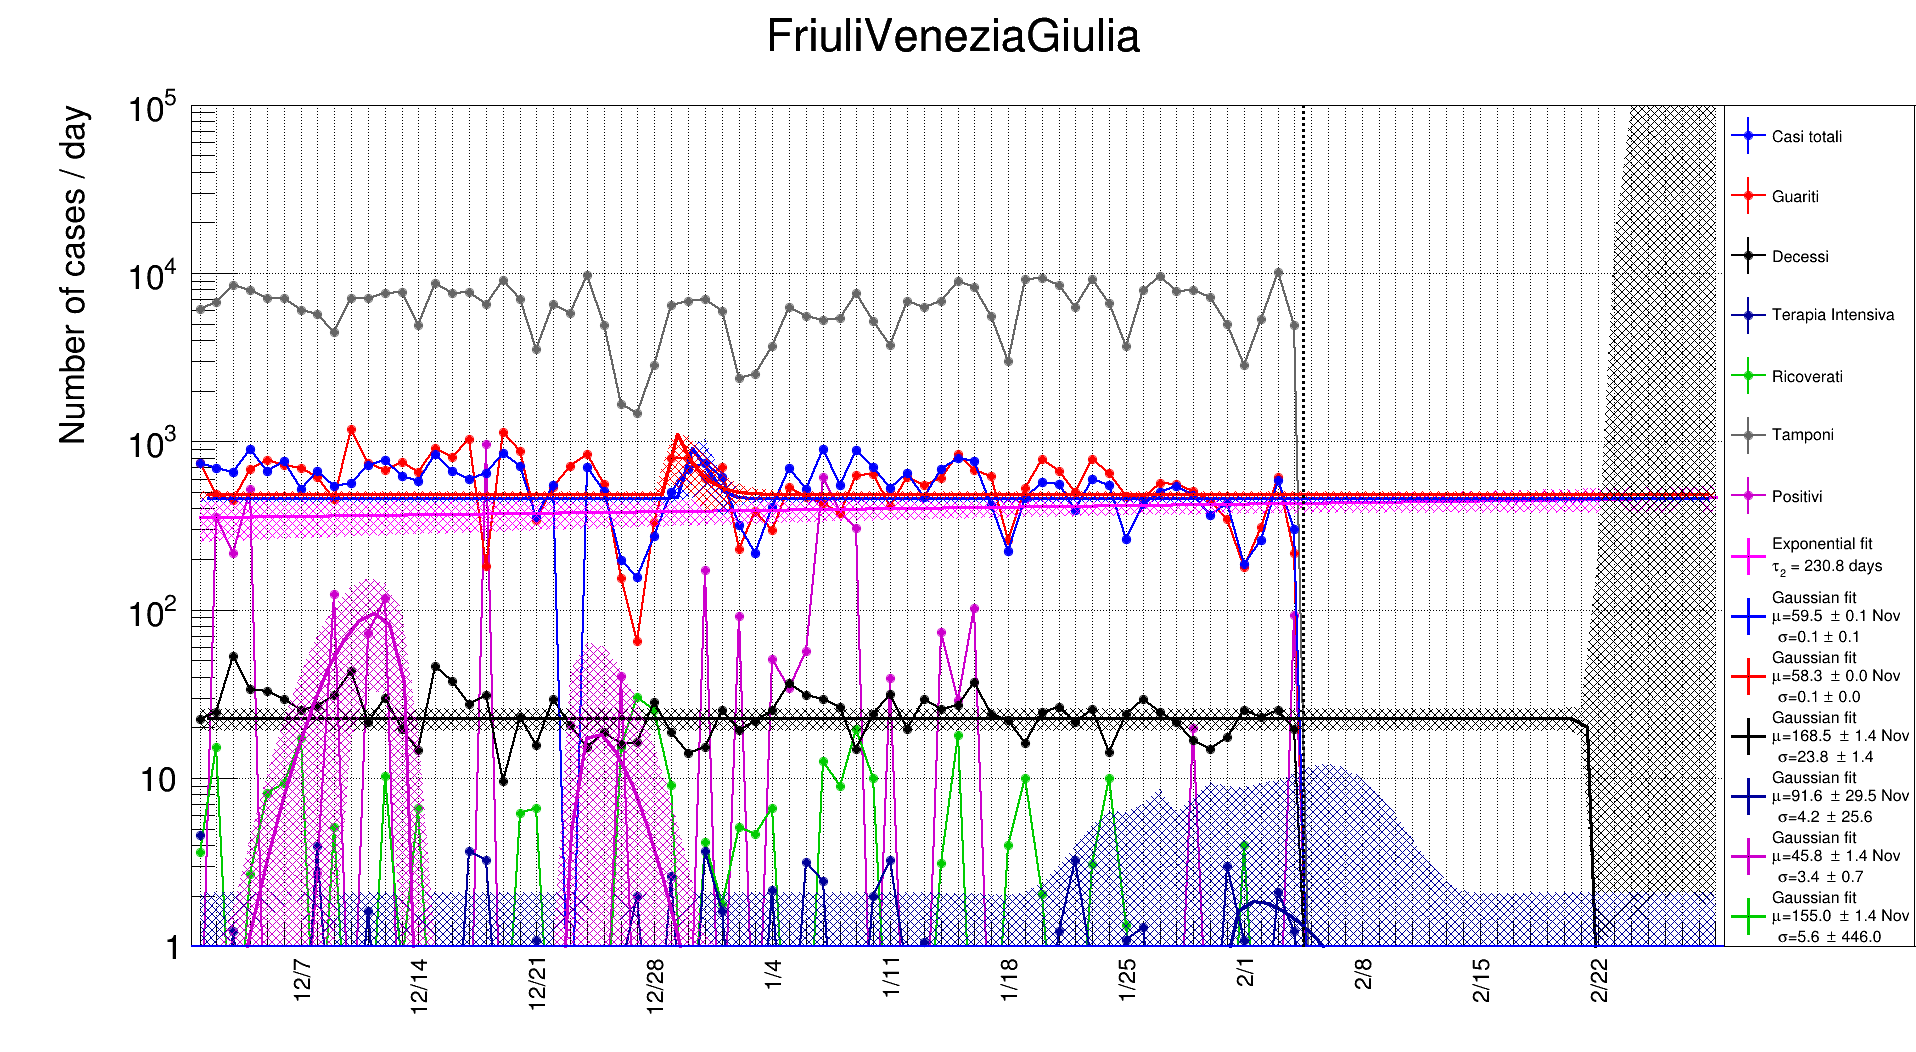 FriuliVeneziaGiulia
Number of cases / day
10^5
10^4
10^3
10^2
10
1
12/7
12/14
12/21
12/28
1/4
1/11
1/18
1/25
2/1
2/8
2/15
2/22
Casi totali
Guariti
Decessi
Terapia Intensiva
Ricoverati
Tamponi
Positivi
Exponential fit
τ₂ = 230.8 days
Gaussian fit
μ=59.5 ± 0.1 Nov
σ=0.1 ± 0.1
Gaussian fit
μ=58.3 ± 0.0 Nov
σ=0.1 ± 0.0
Gaussian fit
μ=168.5 ± 1.4 Nov
σ=23.8 ± 1.4
Gaussian fit
μ=91.6 ± 29.5 Nov
σ=4.2 ± 25.6
Gaussian fit
μ=45.8 ± 1.4 Nov
σ=3.4 ± 0.7
Gaussian fit
μ=155.0 ± 1.4 Nov
σ=5.6 ± 446.0